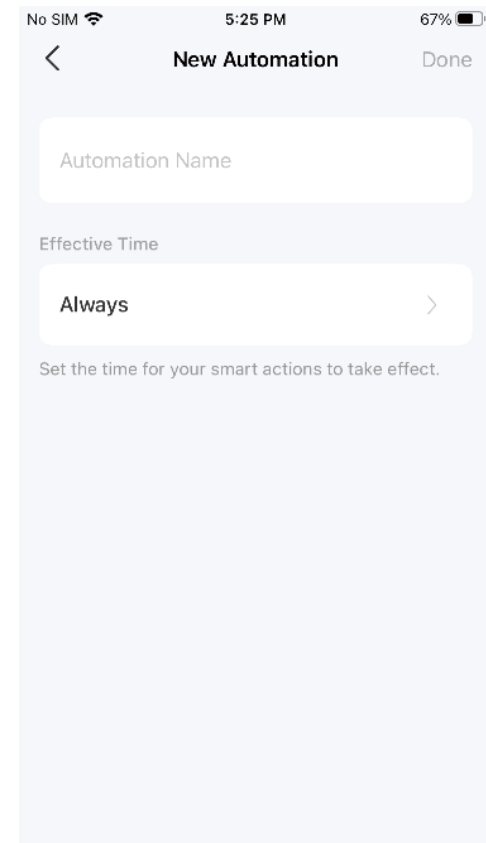 No SIM 5:25 PM 67%
New Automation Done
Automation Name
Effective Time
Always
Set the time for your smart actions to take effect.